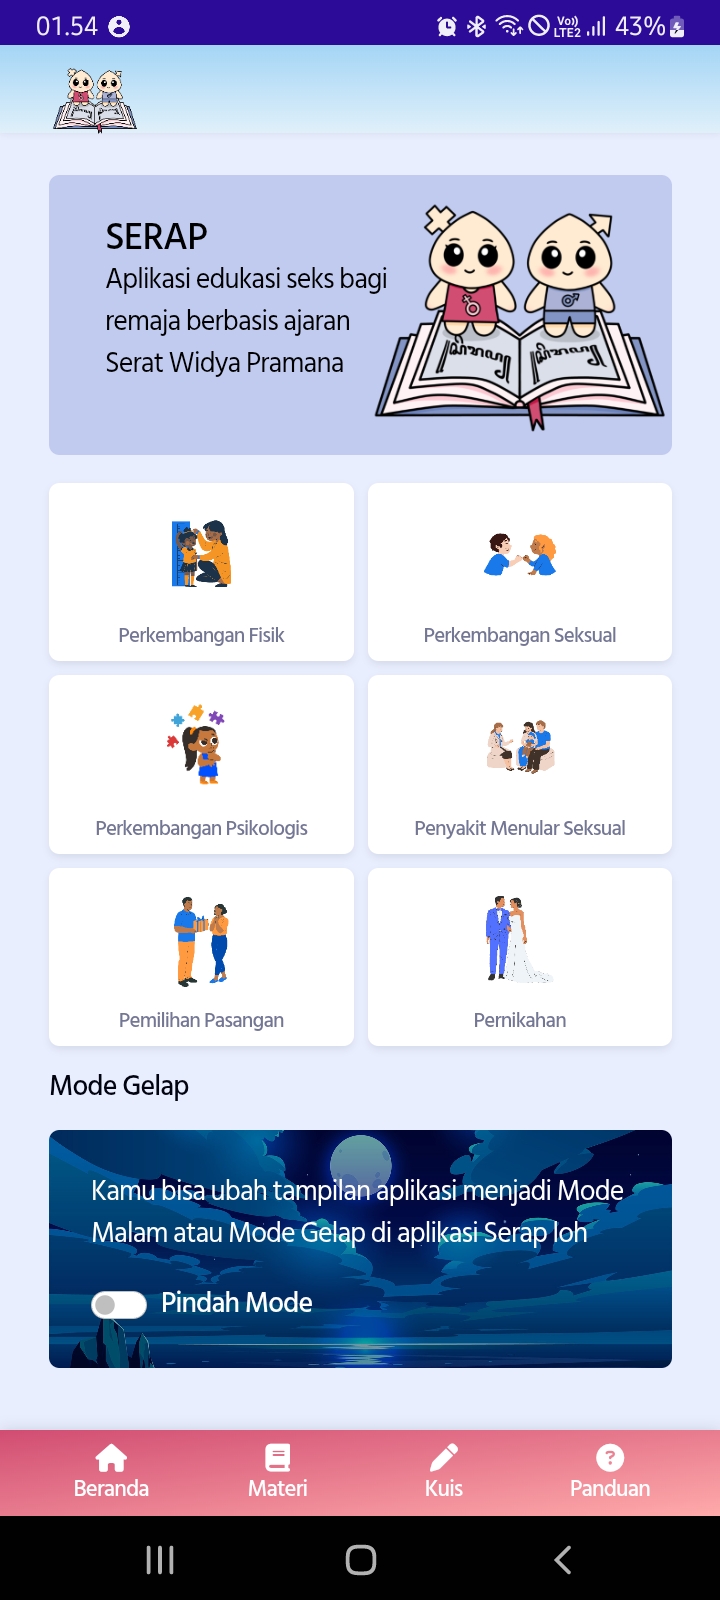 01.54
Vo))
LTE2
43%
SERAP
Aplikasi edukasi seks bagi
remaja berbasis ajaran
Serat Widya Pramana
Perkembangan Fisik
Perkembangan Seksual
Perkembangan Psikologis
Penyakit Menular Seksual
Pemilihan Pasangan
Pernikahan
Mode Gelap
Kamu bisa ubah tampilan aplikasi menjadi Mode
Malam atau Mode Gelap di aplikasi Serap loh
Pindah Mode
Beranda
Materi
Kuis
Panduan